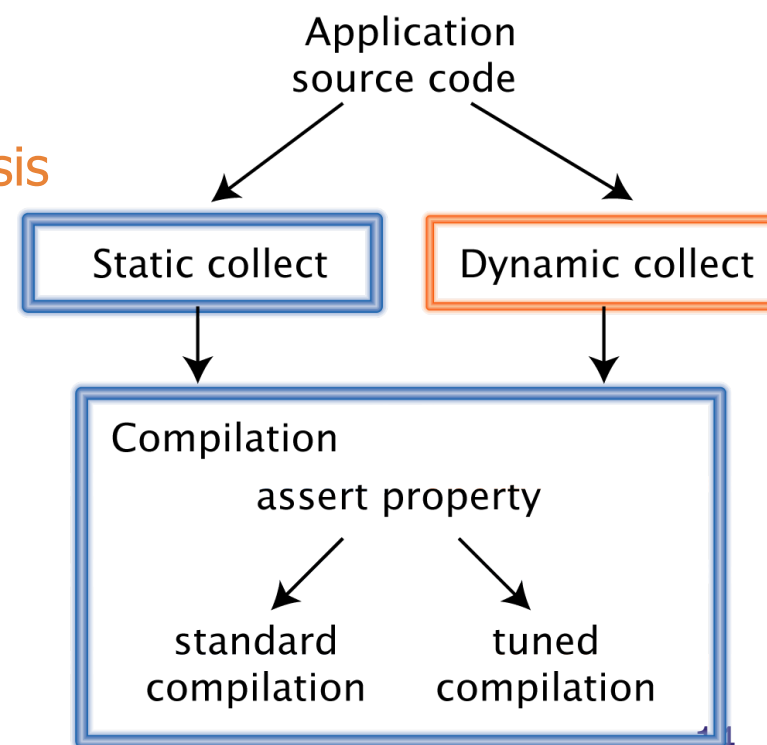 Application
source code
sis
Static collect
Dynamic collect
Compilation
assert property
standard
compilation
tuned
compilation